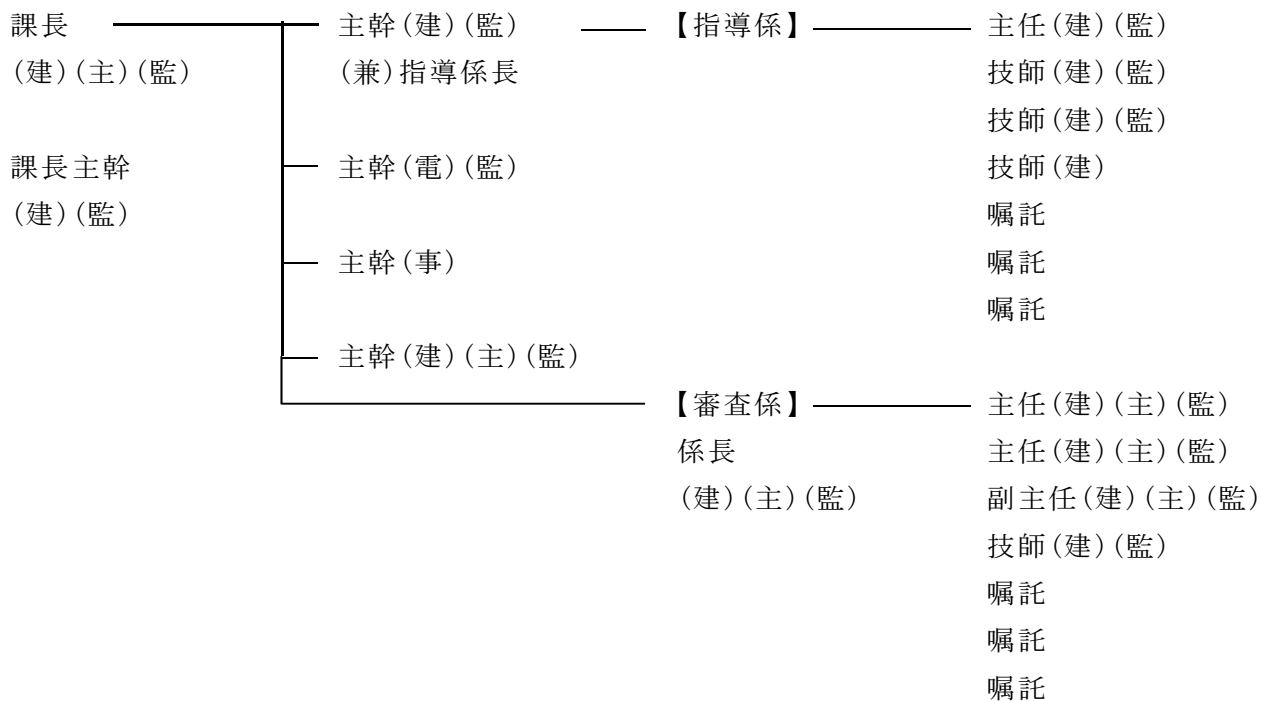 課長 主幹(建)(監) 【指導係】 主任(建)(監)
(建)(主)(監) (兼)指導係長 技師(建)(監)
技師(建)(監)
課長主幹 主幹(電)(監) 技師(建)
(建)(監) 嘱託
主幹(事) 嘱託
嘱託
主幹(建)(主)(監)
【審査係】 主任(建)(主)(監)
係長 主任(建)(主)(監)
(建)(主)(監) 副主任(建)(主)(監)
技師(建)(監)
嘱託
嘱託
嘱託